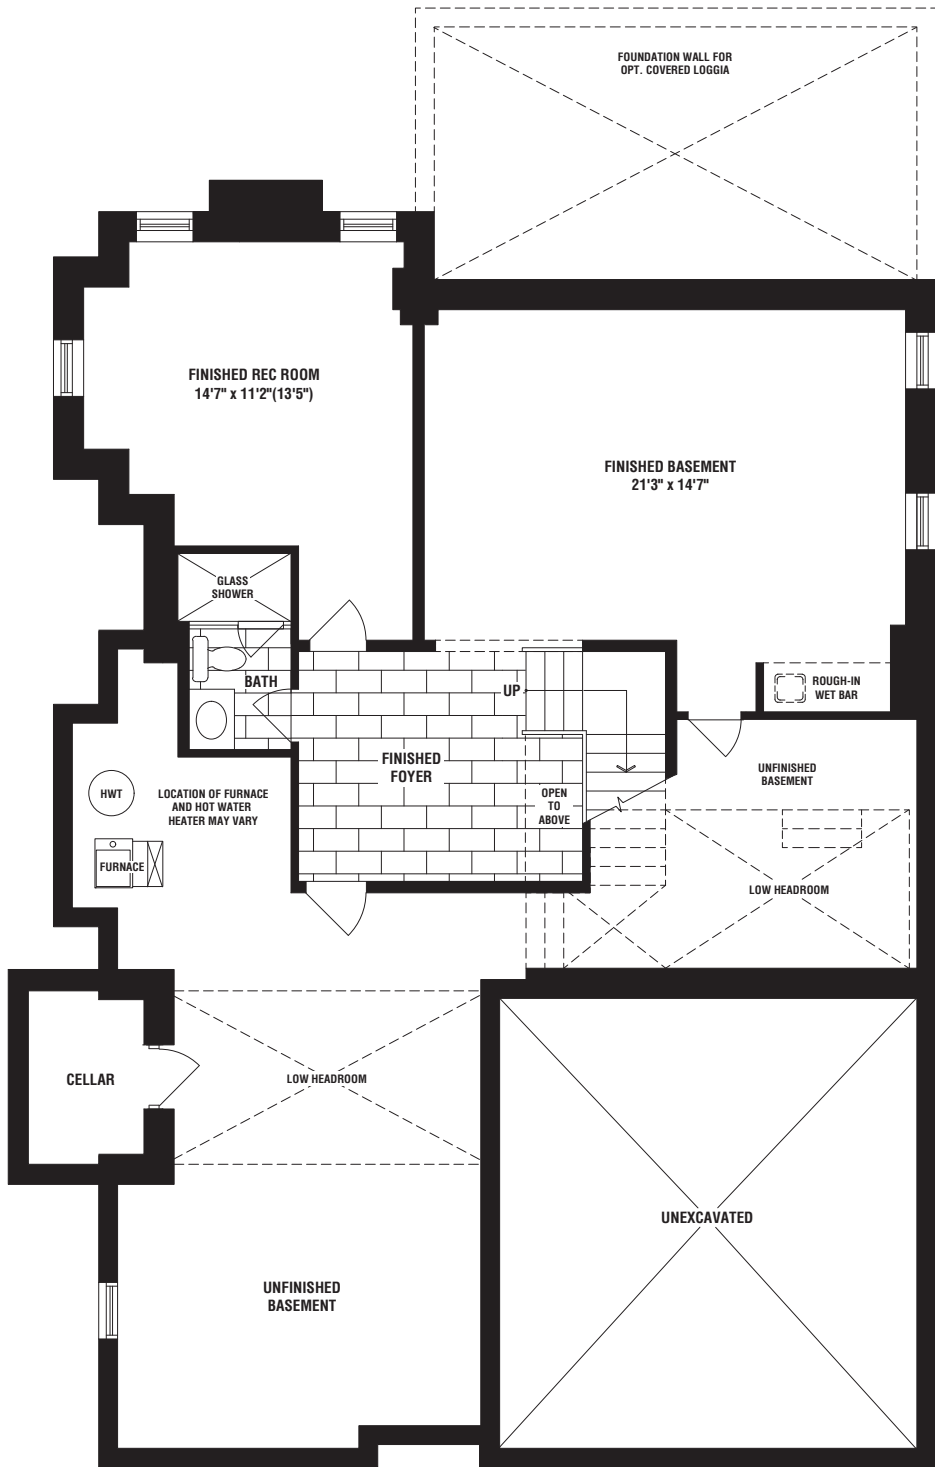 FOUNDATION WALL FOR
OPT. COVERED LOGGIA
FINISHED REC ROOM
14'7" x 11'2"(13'5")
FINISHED BASEMENT
21'3" x 14'7"
GLASS
SHOWER
BATH
UP
ROUGH-IN
WET BAR
FINISHED
FOYER
UNFINISHED
BASEMENT
HWT
LOCATION OF FURNACE
AND HOT WATER
HEATER MAY VARY
OPEN
TO
ABOVE
FURNACE
LOW HEADROOM
CELLAR
LOW HEADROOM
UNEXCAVATED
UNFINISHED
BASEMENT